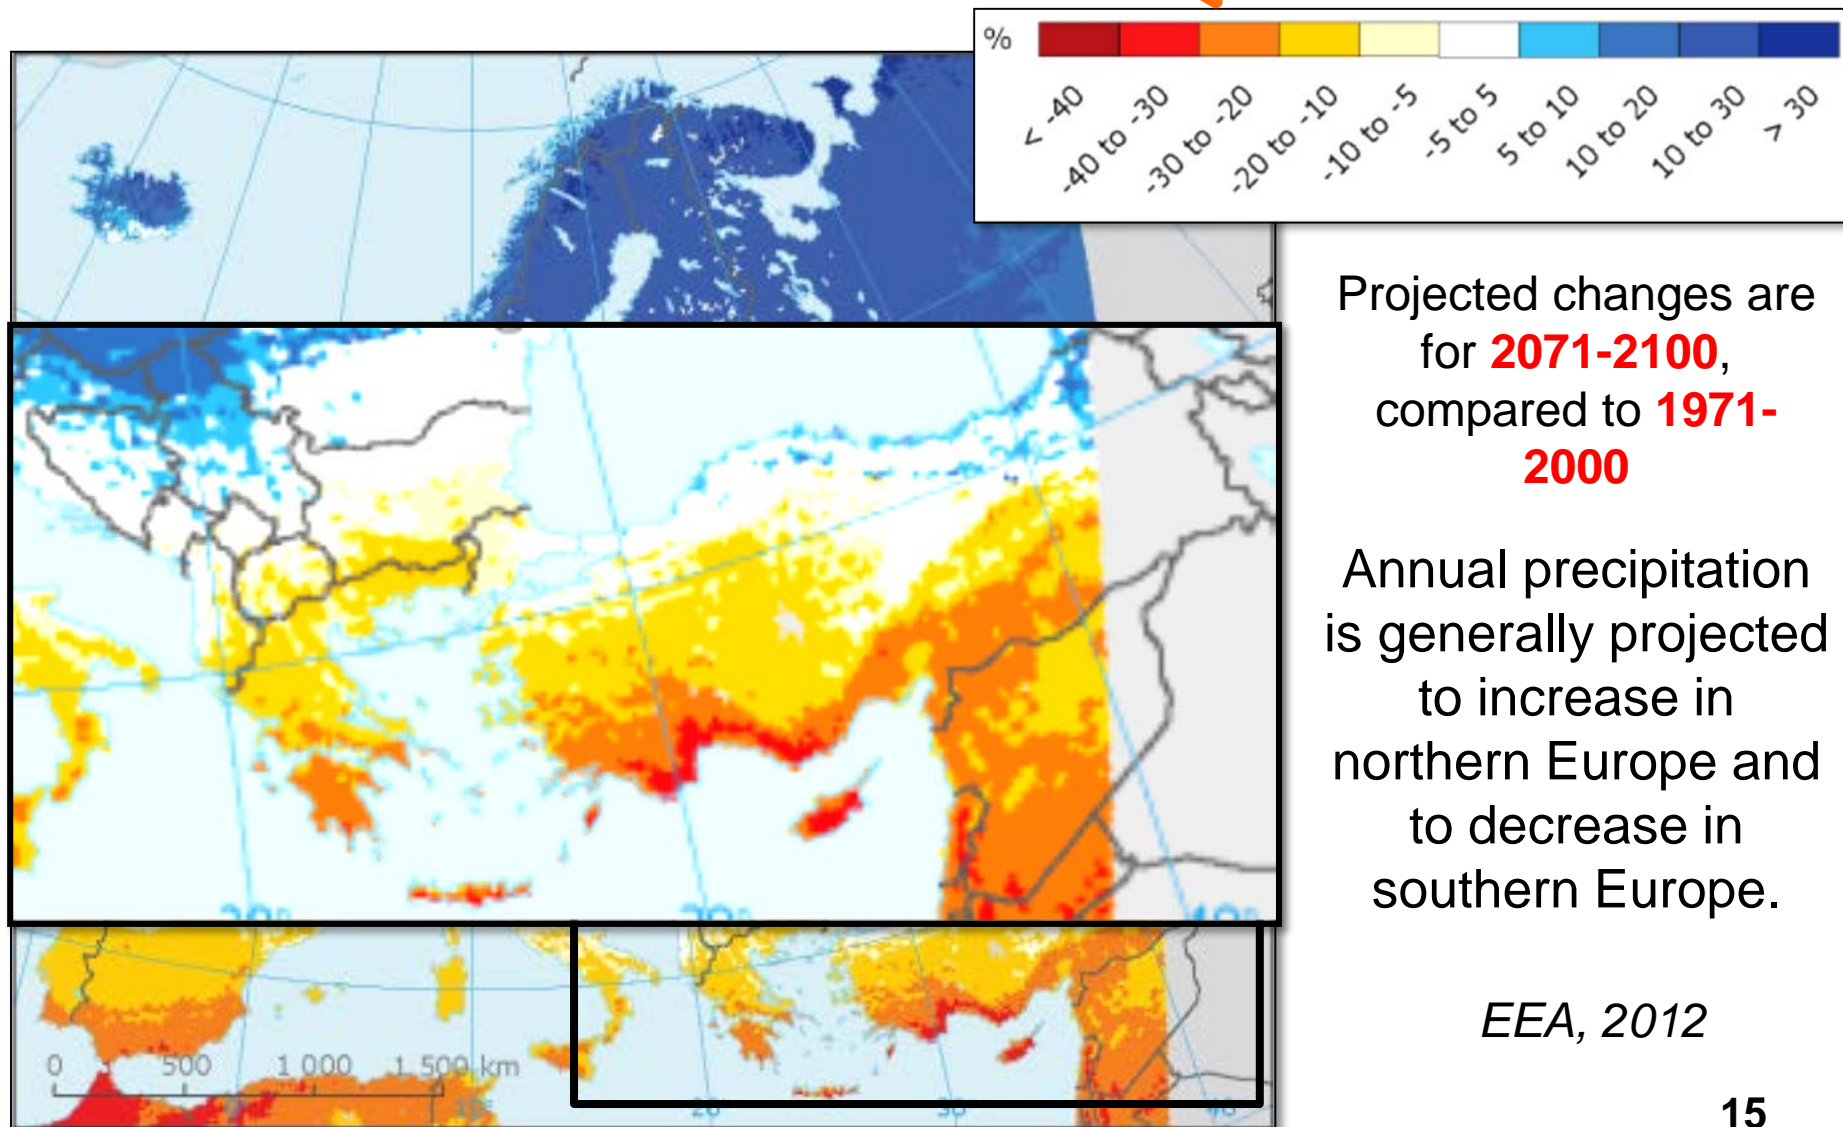 %
< -40
-40 to -30
-30 to -20
-20 to -10
-10 to -5
-5 to 5
5 to 10
10 to 20
10 to 30
> 30
Projected changes are
for 2071-2100,
compared to 1971-
2000
Annual precipitation
is generally projected
to increase in
northern Europe and
to decrease in
southern Europe.
EEA, 2012
0 500 1 000 1 500 km
20 30 40
15